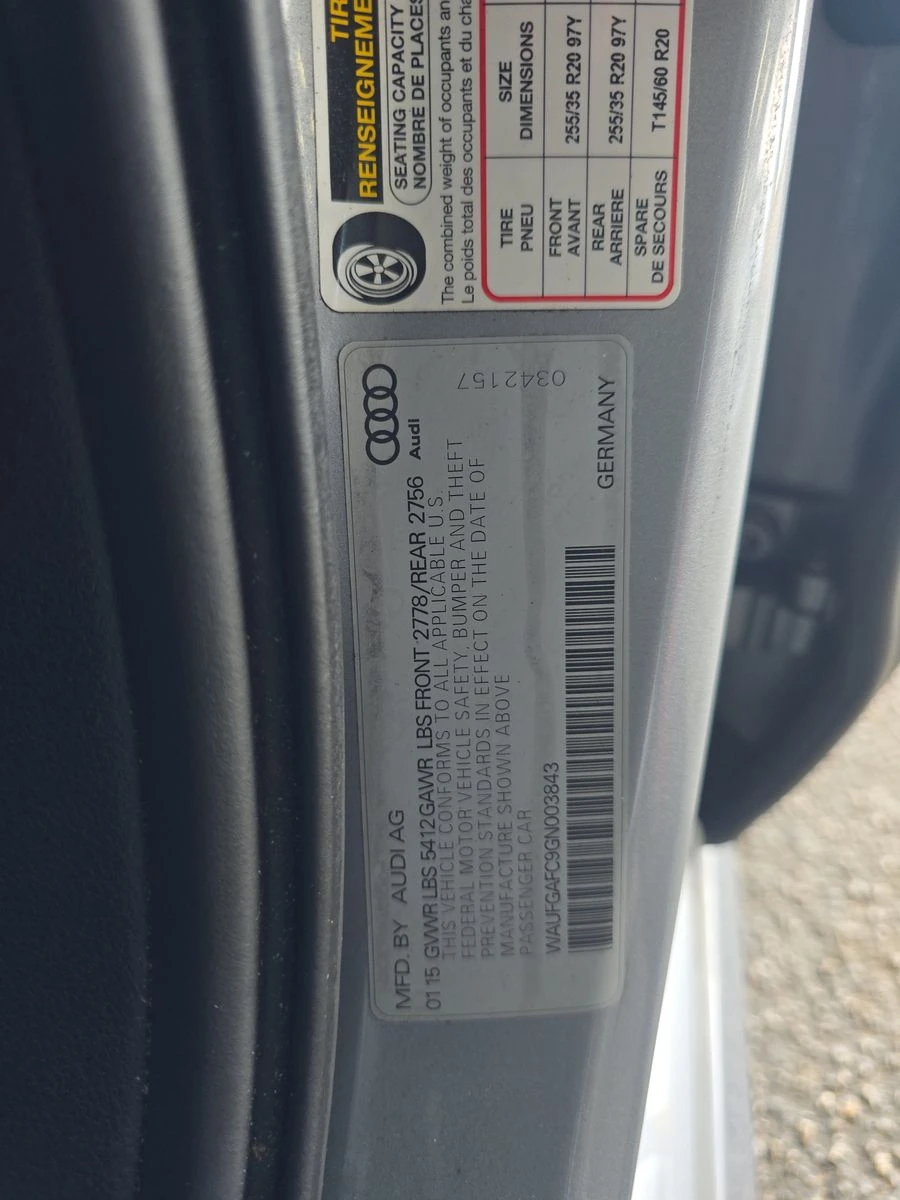 TIR
RENSEIGNEME
SEATING CAPACITY
NOMBRE DE PLACES
The combined weight of occupants an
Le poids total des occupants et du cha
TIRE SIZE
PNEU DIMENSIONS
FRONT
AVANT 255/35 R20 97Y
REAR
ARRIERE 255/35 R20 97Y
SPARE
DE SECOURS T145/60 R20
MFD. BY AUDI AG
Audi
01 15 GVWR LBS 5412 GAWR LBS FRONT 2778/REAR 2756
THIS VEHICLE CONFORMS TO ALL APPLICABLE U.S.
FEDERAL MOTOR VEHICLE SAFETY, BUMPER AND THEFT
PREVENTION STANDARDS IN EFFECT ON THE DATE OF
MANUFACTURE SHOWN ABOVE
PASSENGER CAR
0342157
WAUFGAFC9GN003843
GERMANY